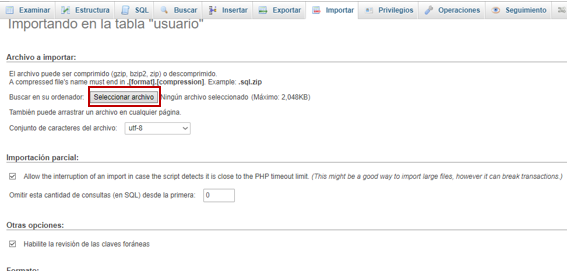 Examinar Estructura SQL Buscar Insertar Exportar Importar Privilegios Operaciones Seguimiento
Importando en la tabla "usuario"
Archivo a importar:
El archivo puede ser comprimido (gzip, bzip2, zip) o descomprimido.
A compressed file's name must end in .[format].[compression]. Example: .sql.zip
Buscar en su ordenador: Seleccionar archivo Ningún archivo seleccionado (Máximo: 2,048KB)
También puede arrastrar un archivo en cualquier página.
Conjunto de caracteres del archivo: utf-8
Importación parcial:
Allow the interruption of an import in case the script detects it is close to the PHP timeout limit. (This might be a good way to import large files, however it can break transactions.)
Omitir esta cantidad de consultas (en SQL) desde la primera: 0
Otras opciones:
Habilite la revisión de las claves foráneas
Formato: